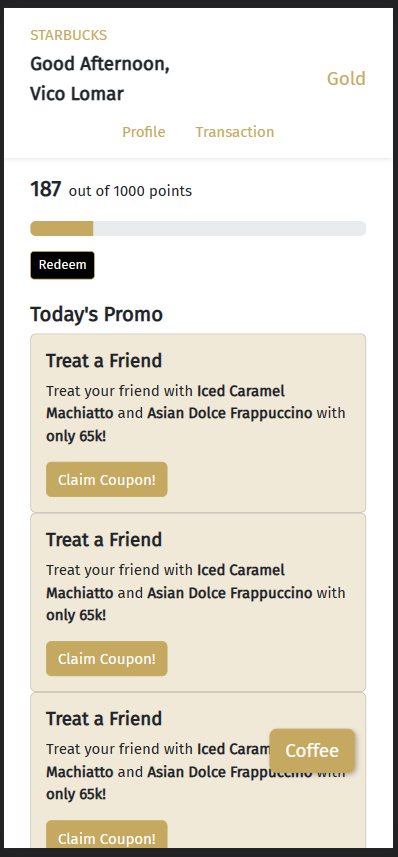 STARBUCKS
Good Afternoon,
Vico Lomar
Gold
Profile Transaction
187 out of 1000 points
Redeem
Today's Promo
Treat a Friend
Treat your friend with Iced Caramel
Machiatto and Asian Dolce Frappuccino with
only 65k!
Claim Coupon!
Treat a Friend
Treat your friend with Iced Caramel
Machiatto and Asian Dolce Frappuccino with
only 65k!
Claim Coupon!
Treat a Friend
Treat your friend with Iced
Coffee
Machiatto and Asian Dolce Frappuccino with
only 65k!
Claim Coupon!